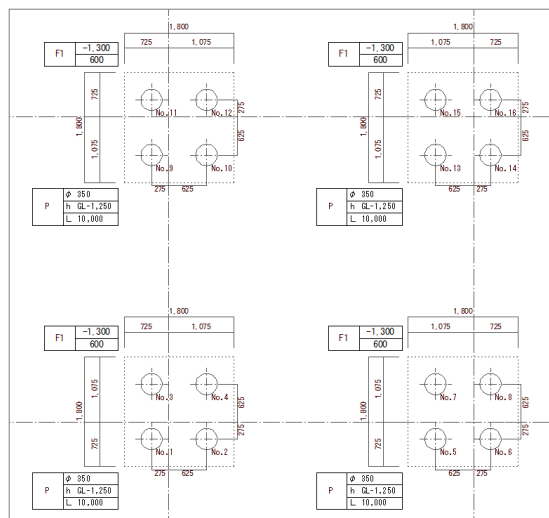 1,800
1,800
F1 -1,300 725 1,075
600
F1 -1,300 1,075 725
600
725
No.11 No.12 275
1,800
625
1,075
No.9 No.10
275 625
725
No.15 No.16 275
1,800
625
1,075
No.13 No.14
625 275
P φ 350
h GL-1,250
L 10,000
P φ 350
h GL-1,250
L 10,000
1,800
1,800
F1 -1,300 725 1,075
600
F1 -1,300 1,075 725
600
1,075
No.3 No.4 625
1,800
275
725
No.1 No.2
275 625
1,075
No.7 No.8 625
1,800
275
725
No.5 No.6
625 275
P φ 350
h GL-1,250
L 10,000
P φ 350
h GL-1,250
L 10,000